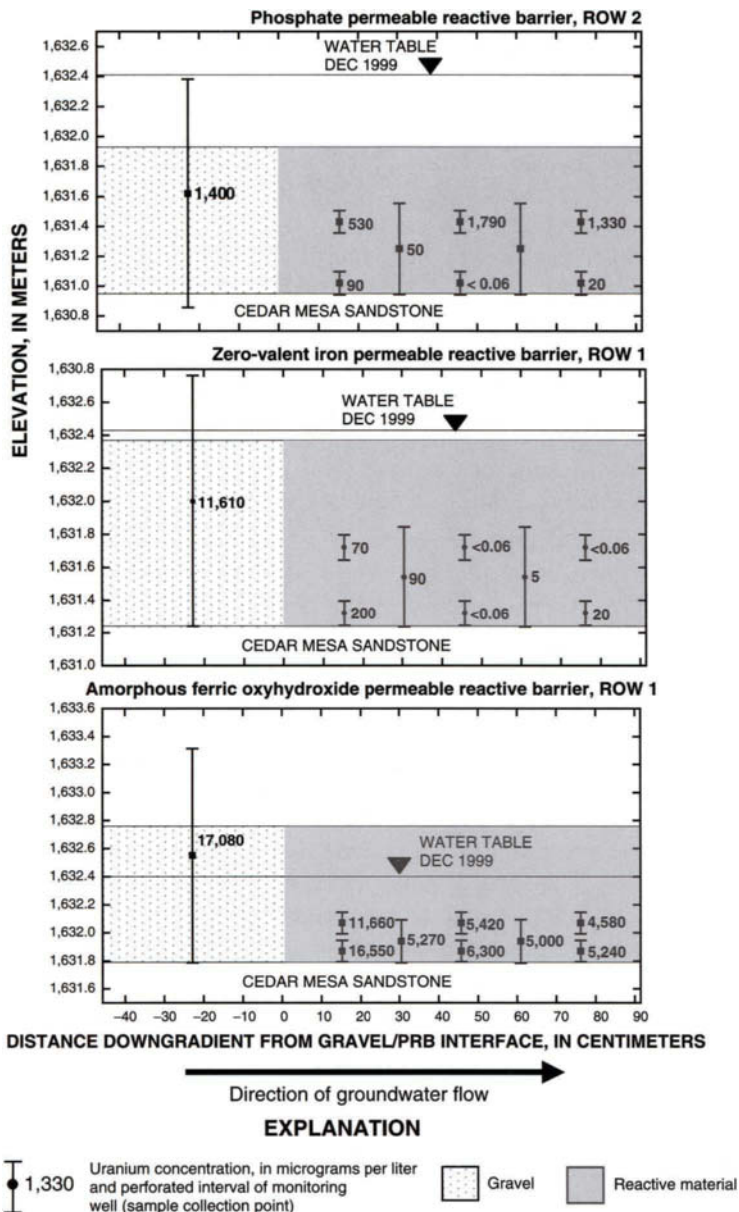 Phosphate permeable reactive barrier, ROW 2
1,632.6
1,632.4
1,632.2
1,632.0
1,631.8
1,631.6
1,631.4
1,631.2
1,631.0
1,630.8
WATER TABLE
DEC 1999
1,400
530
50
1,790
1,330
90
< 0.06
20
CEDAR MESA SANDSTONE
ELEVATION, IN METERS
Zero-valent iron permeable reactive barrier, ROW 1
1,630.8
1,632.6
1,632.4
1,632.2
1,632.0
1,631.8
1,631.6
1,631.4
1,631.2
1,631.0
WATER TABLE
DEC 1999
11,610
70
<0.06
<0.06
90
5
200
<0.06
20
CEDAR MESA SANDSTONE
Amorphous ferric oxyhydroxide permeable reactive barrier, ROW 1
1,633.6
1,633.4
1,633.2
1,633.0
1,632.8
1,632.6
1,632.4
1,632.2
1,632.0
1,631.8
1,631.6
17,080
WATER TABLE
DEC 1999
11,660
5,420
4,580
5,270
5,000
16,550
6,300
5,240
CEDAR MESA SANDSTONE
−40 −30 −20 −10 0 10 20 30 40 50 60 70 80 90
DISTANCE DOWNGRADIENT FROM GRAVEL/PRB INTERFACE, IN CENTIMETERS
Direction of groundwater flow
EXPLANATION
1,330
Uranium concentration, in micrograms per liter
and perforated interval of monitoring
well (sample collection point)
Gravel
Reactive material